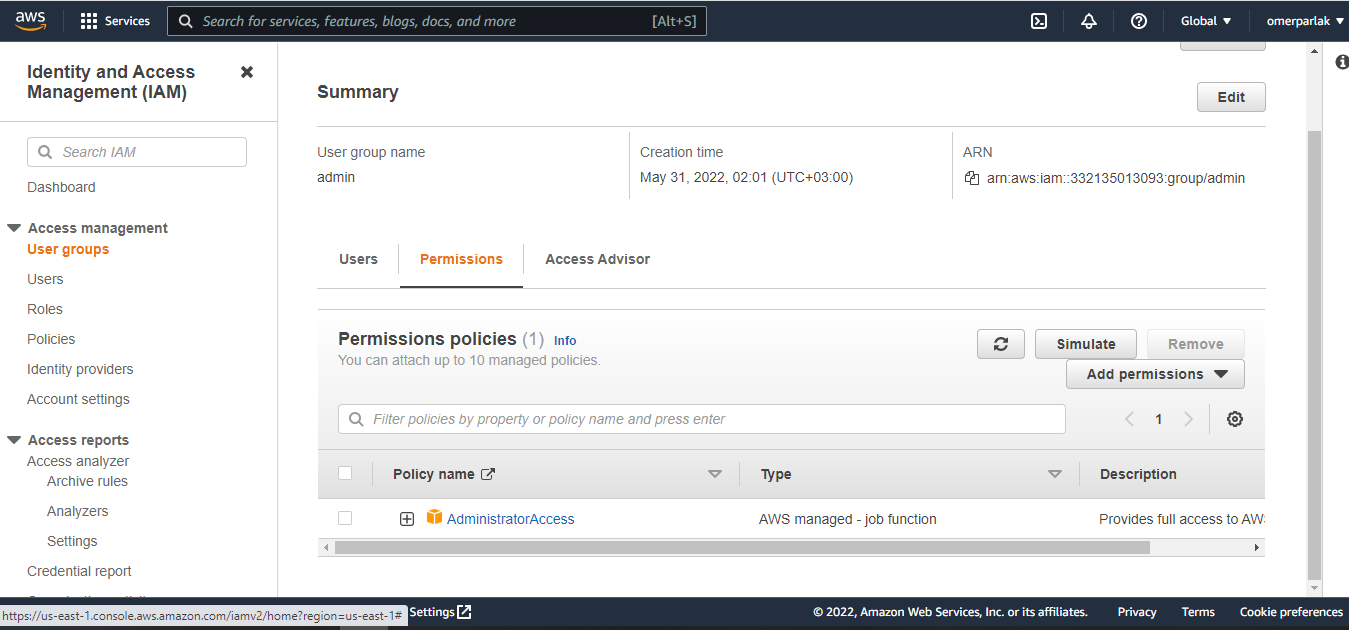 aws
Services
Search for services, features, blogs, docs, and more
[Alt+S]
Global
omerparlak
Identity and Access
Management (IAM)
Search IAM
Dashboard
Access management
User groups
Users
Roles
Policies
Identity providers
Account settings
Access reports
Access analyzer
Archive rules
Analyzers
Settings
Credential report
Summary
Edit
User group name
admin
Creation time
May 31, 2022, 02:01 (UTC+03:00)
ARN
arn:aws:iam::332135013093:group/admin
Users
Permissions
Access Advisor
Permissions policies (1) Info
You can attach up to 10 managed policies.
Simulate
Remove
Add permissions
Filter policies by property or policy name and press enter
1
Policy name
Type
Description
AdministratorAccess
AWS managed - job function
Provides full access to AWS
https://us-east-1.console.aws.amazon.com/iamv2/home?region=us-east-1#
Settings
© 2022, Amazon Web Services, Inc. or its affiliates.
Privacy
Terms
Cookie preferences